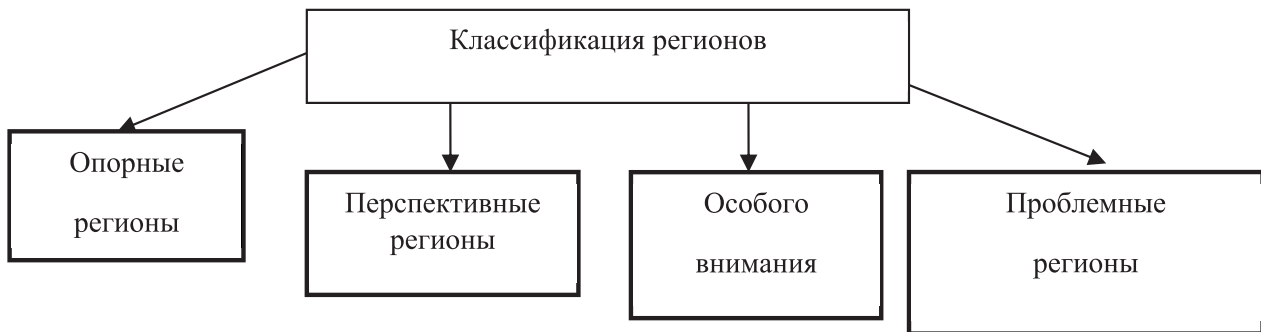 Классификация регионов
Опорные
регионы
Перспективные
регионы
Особого
внимания
Проблемные
регионы